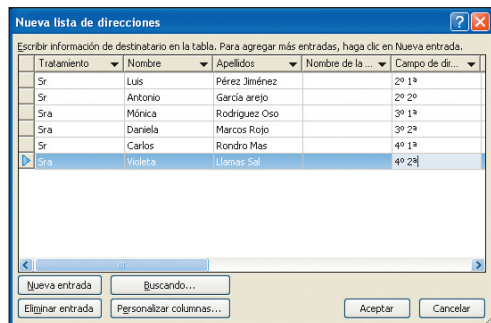 Nueva lista de direcciones
Escribir información de destinatario en la tabla. Para agregar más entradas, haga clic en Nueva entrada.
Tratamiento Nombre Apellidos Nombre de la ... Campo de dir...
Sr Luis Pérez Jiménez 2º 1ª
Sr Antonio García arejo 2º 2º
Sra Mónica Rodriguez Oso 3º 1ª
Sra Daniela Marcos Rojo 3º 2ª
Sr Carlos Rondro Mas 4º 1ª
Sra Violeta Llamas Sal 4º 2ª
Nueva entrada Buscando...
Eliminar entrada Personalizar columnas... Aceptar Cancelar